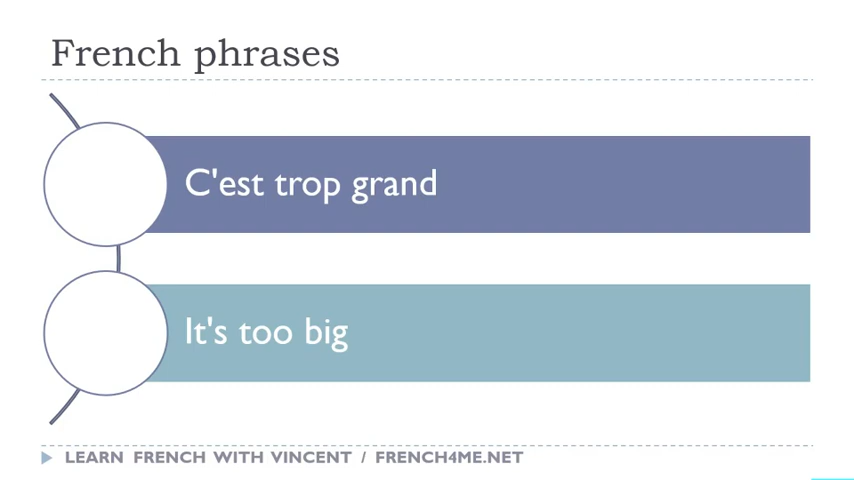 French phrases
C'est trop grand
It's too big
LEARN FRENCH WITH VINCENT / FRENCH4ME.NET